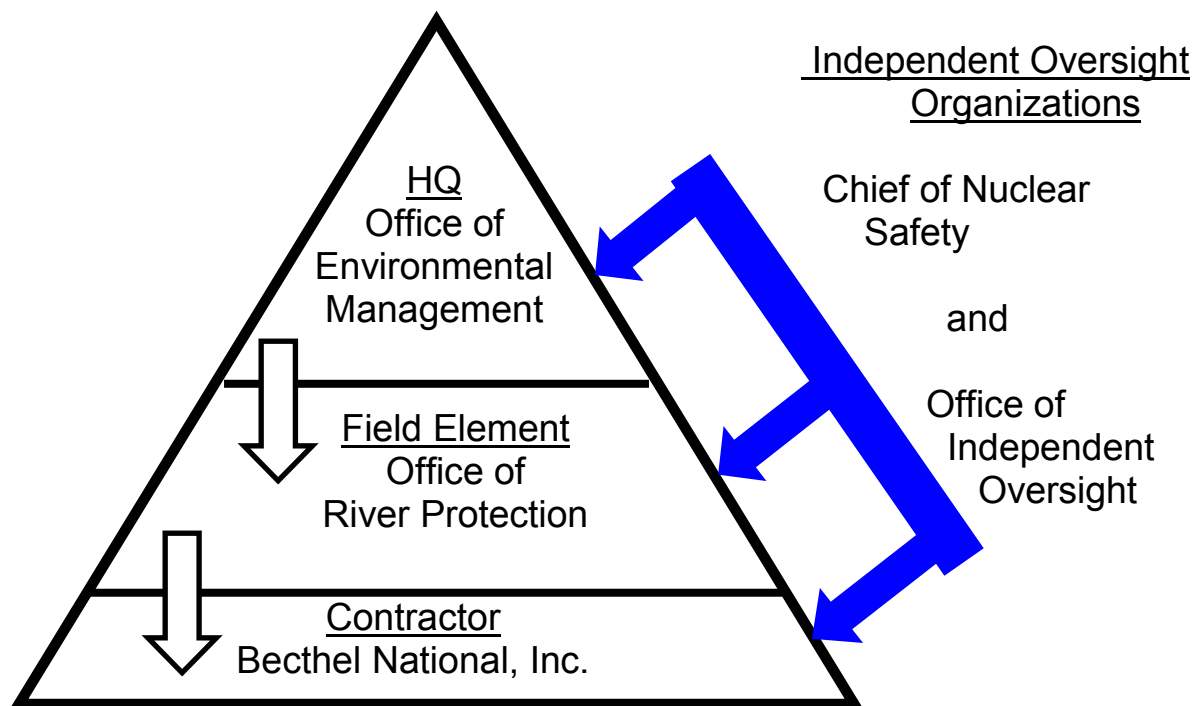 HQ
Office of
Environmental
Management
Field Element
Office of
River Protection
Contractor
Becthel National, Inc.
Independent Oversight
Organizations
Chief of Nuclear
Safety
and
Office of
Independent
Oversight